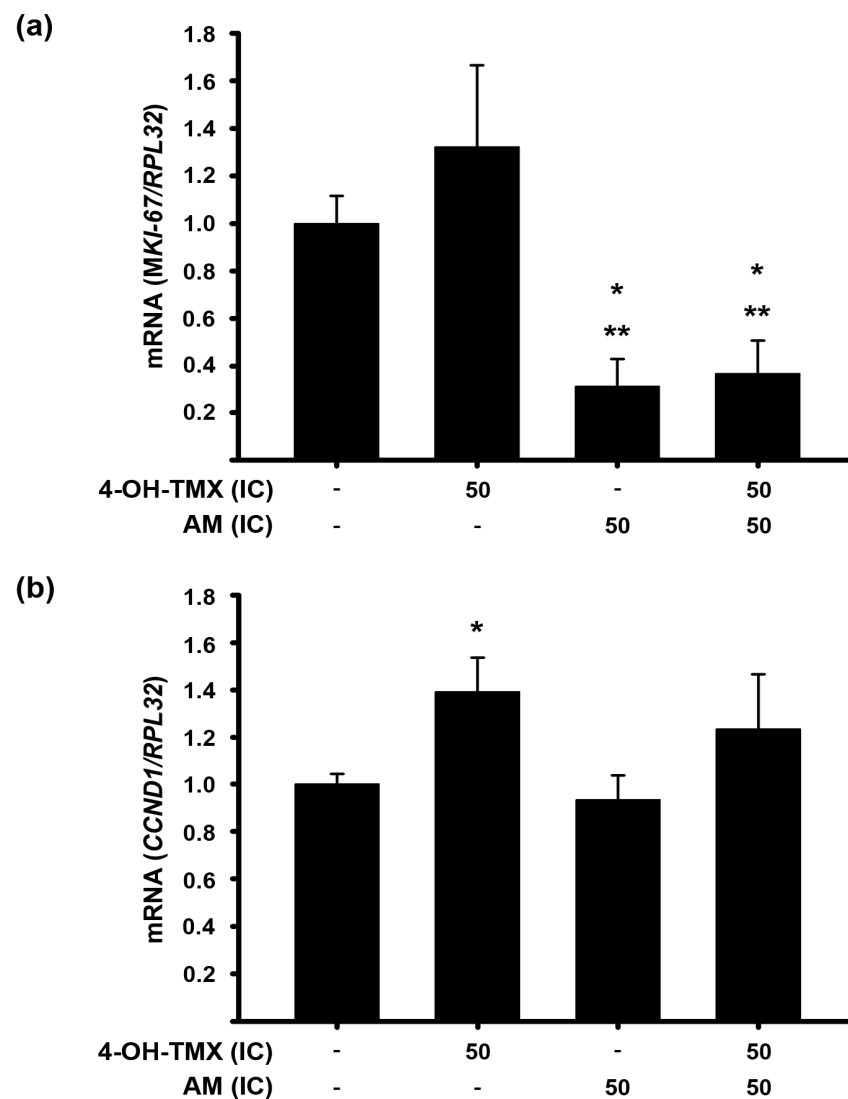 (a)
mRNA (MKI-67/RPL32)
1.8
1.6
1.4
1.2
1.0
0.8
0.6
0.4
0.2
* *
** **
4-OH-TMX (IC) - 50 - 50
AM (IC) - - 50 50
(b)
mRNA (CCND1/RPL32)
1.8
1.6
1.4
1.2
1.0
0.8
0.6
0.4
0.2
*
4-OH-TMX (IC) - 50 - 50
AM (IC) - - 50 50